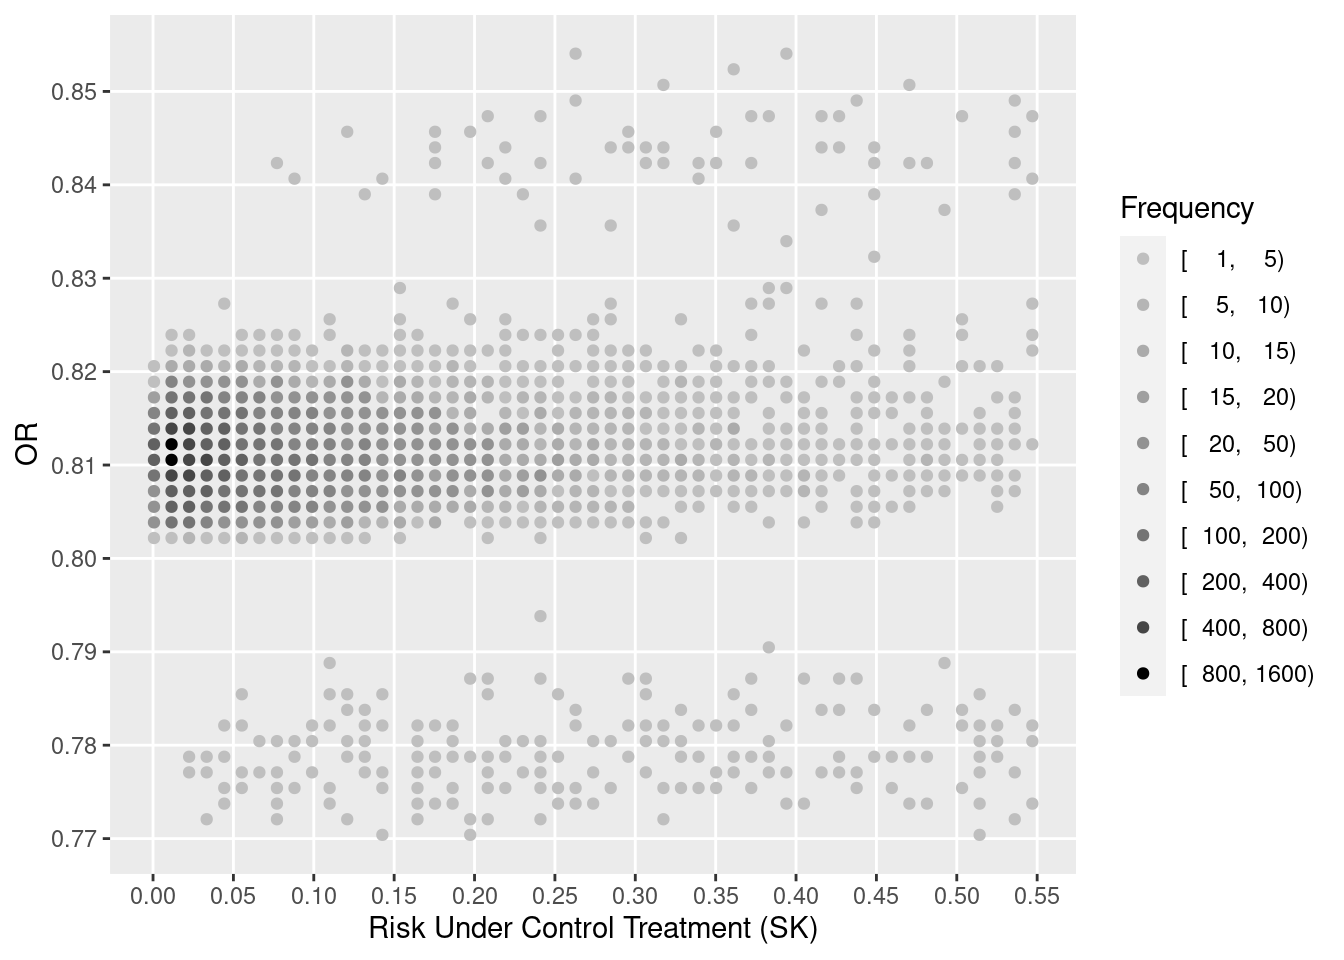 0.85
0.84
0.83
0.82
0.81
0.80
0.79
0.78
0.77
OR
0.00 0.05 0.10 0.15 0.20 0.25 0.30 0.35 0.40 0.45 0.50 0.55
Risk Under Control Treatment (SK)
Frequency
[ 1, 5)
[ 5, 10)
[ 10, 15)
[ 15, 20)
[ 20, 50)
[ 50, 100)
[ 100, 200)
[ 200, 400)
[ 400, 800)
[ 800, 1600)